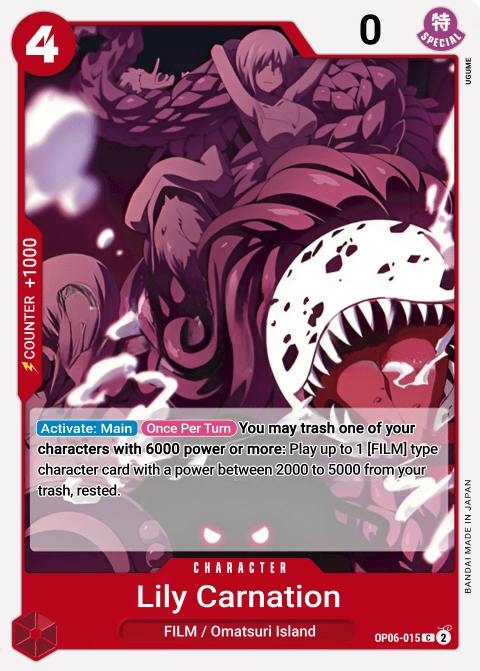 4
0
特
SPECIAL
UGUME
COUNTER +1000
Activate: Main Once Per Turn You may trash one of your
characters with 6000 power or more: Play up to 1 [FILM] type
character card with a power between 2000 to 5000 from your
trash, rested.
BANDAI MADE IN JAPAN
CHARACTER
Lily Carnation
FILM / Omatsuri Island
OP06-015 C 2